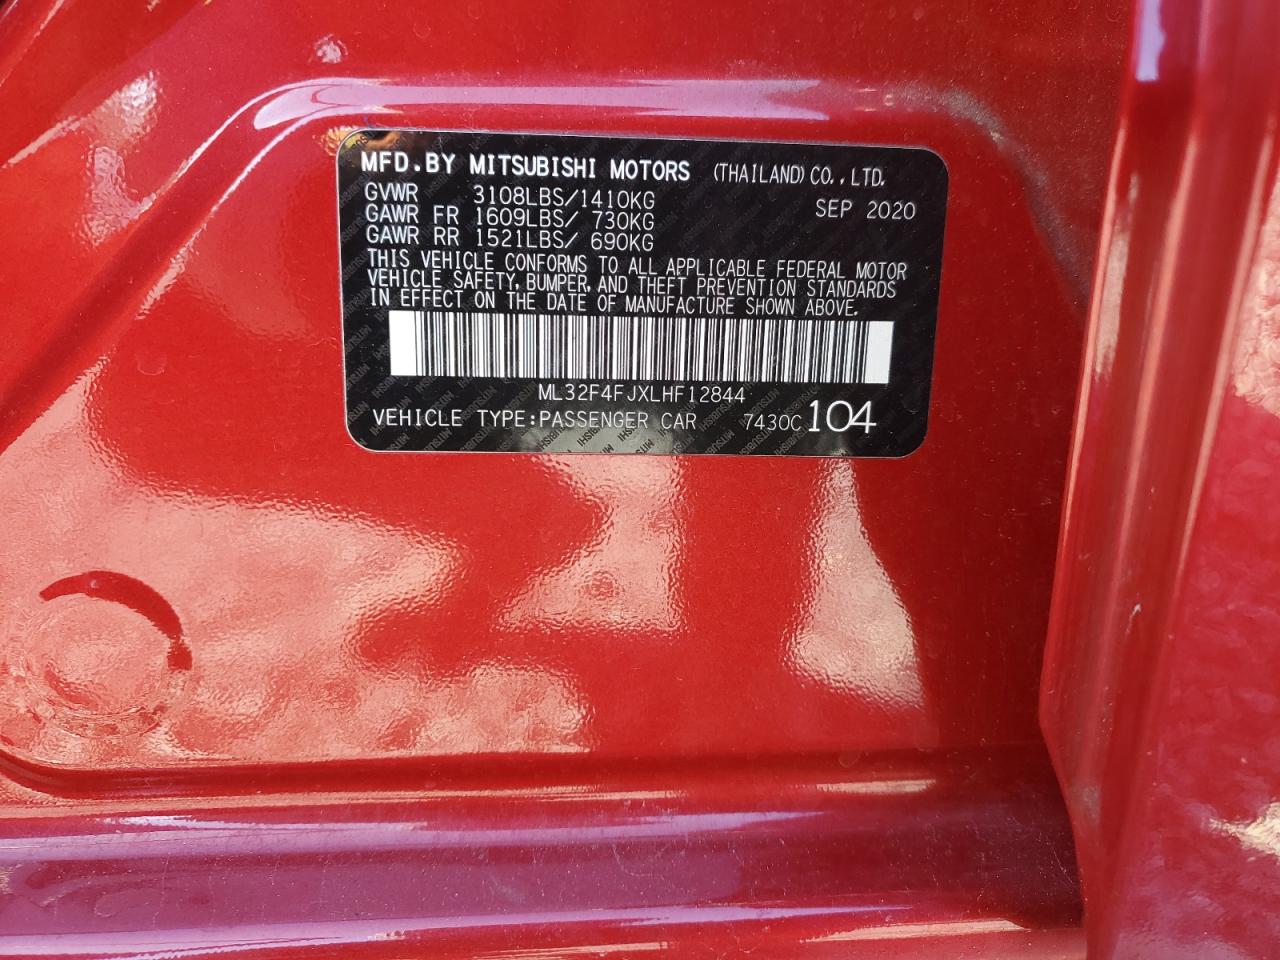 MFD.BY MITSUBISHI MOTORS (THAILAND)CO.,LTD.
GVWR 3108LBS/1410KG SEP 2020
GAWR FR 1609LBS/ 730KG
GAWR RR 1521LBS/ 690KG
THIS VEHICLE CONFORMS TO ALL APPLICABLE FEDERAL MOTOR
VEHICLE SAFETY, BUMPER, AND THEFT PREVENTION STANDARDS
IN EFFECT ON THE DATE OF MANUFACTURE SHOWN ABOVE.
ML32F4FJXLHF12844
VEHICLE TYPE:PASSENGER CAR 7430C 104